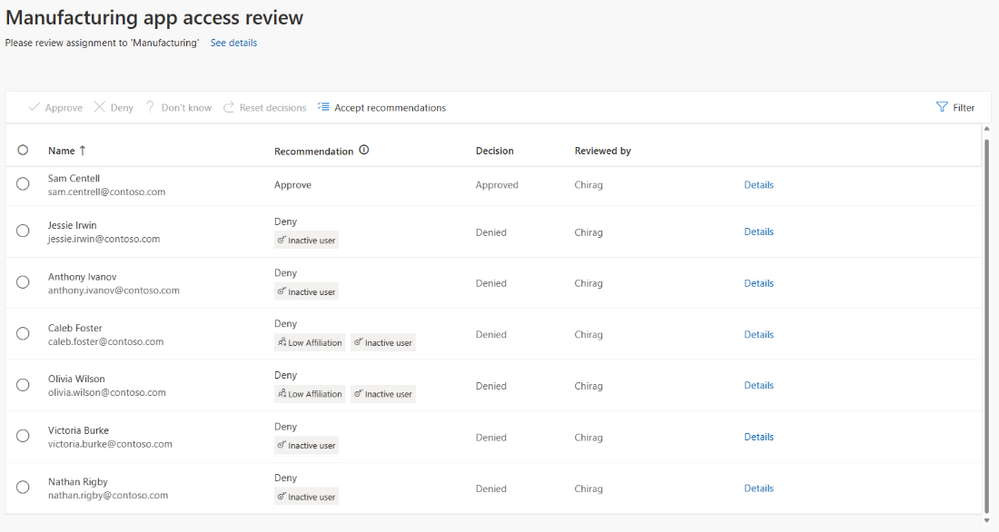 Manufacturing app access review
Please review assignment to 'Manufacturing' See details
Approve Deny Don't know Reset decisions Accept recommendations Filter
Name ↑ Recommendation Decision Reviewed by
Sam Centell
sam.centrell@contoso.com
Approve Approved Chirag Details
Jessie Irwin
jessie.irwin@contoso.com
Deny
Inactive user
Denied Chirag Details
Anthony Ivanov
anthony.ivanov@contoso.com
Deny
Inactive user
Denied Chirag Details
Caleb Foster
caleb.foster@contoso.com
Deny
Low Affiliation Inactive user
Denied Chirag Details
Olivia Wilson
olivia.wilson@contoso.com
Deny
Low Affiliation Inactive user
Denied Chirag Details
Victoria Burke
victoria.burke@contoso.com
Deny
Inactive user
Denied Chirag Details
Nathan Rigby
nathan.rigby@contoso.com
Deny
Inactive user
Denied Chirag Details